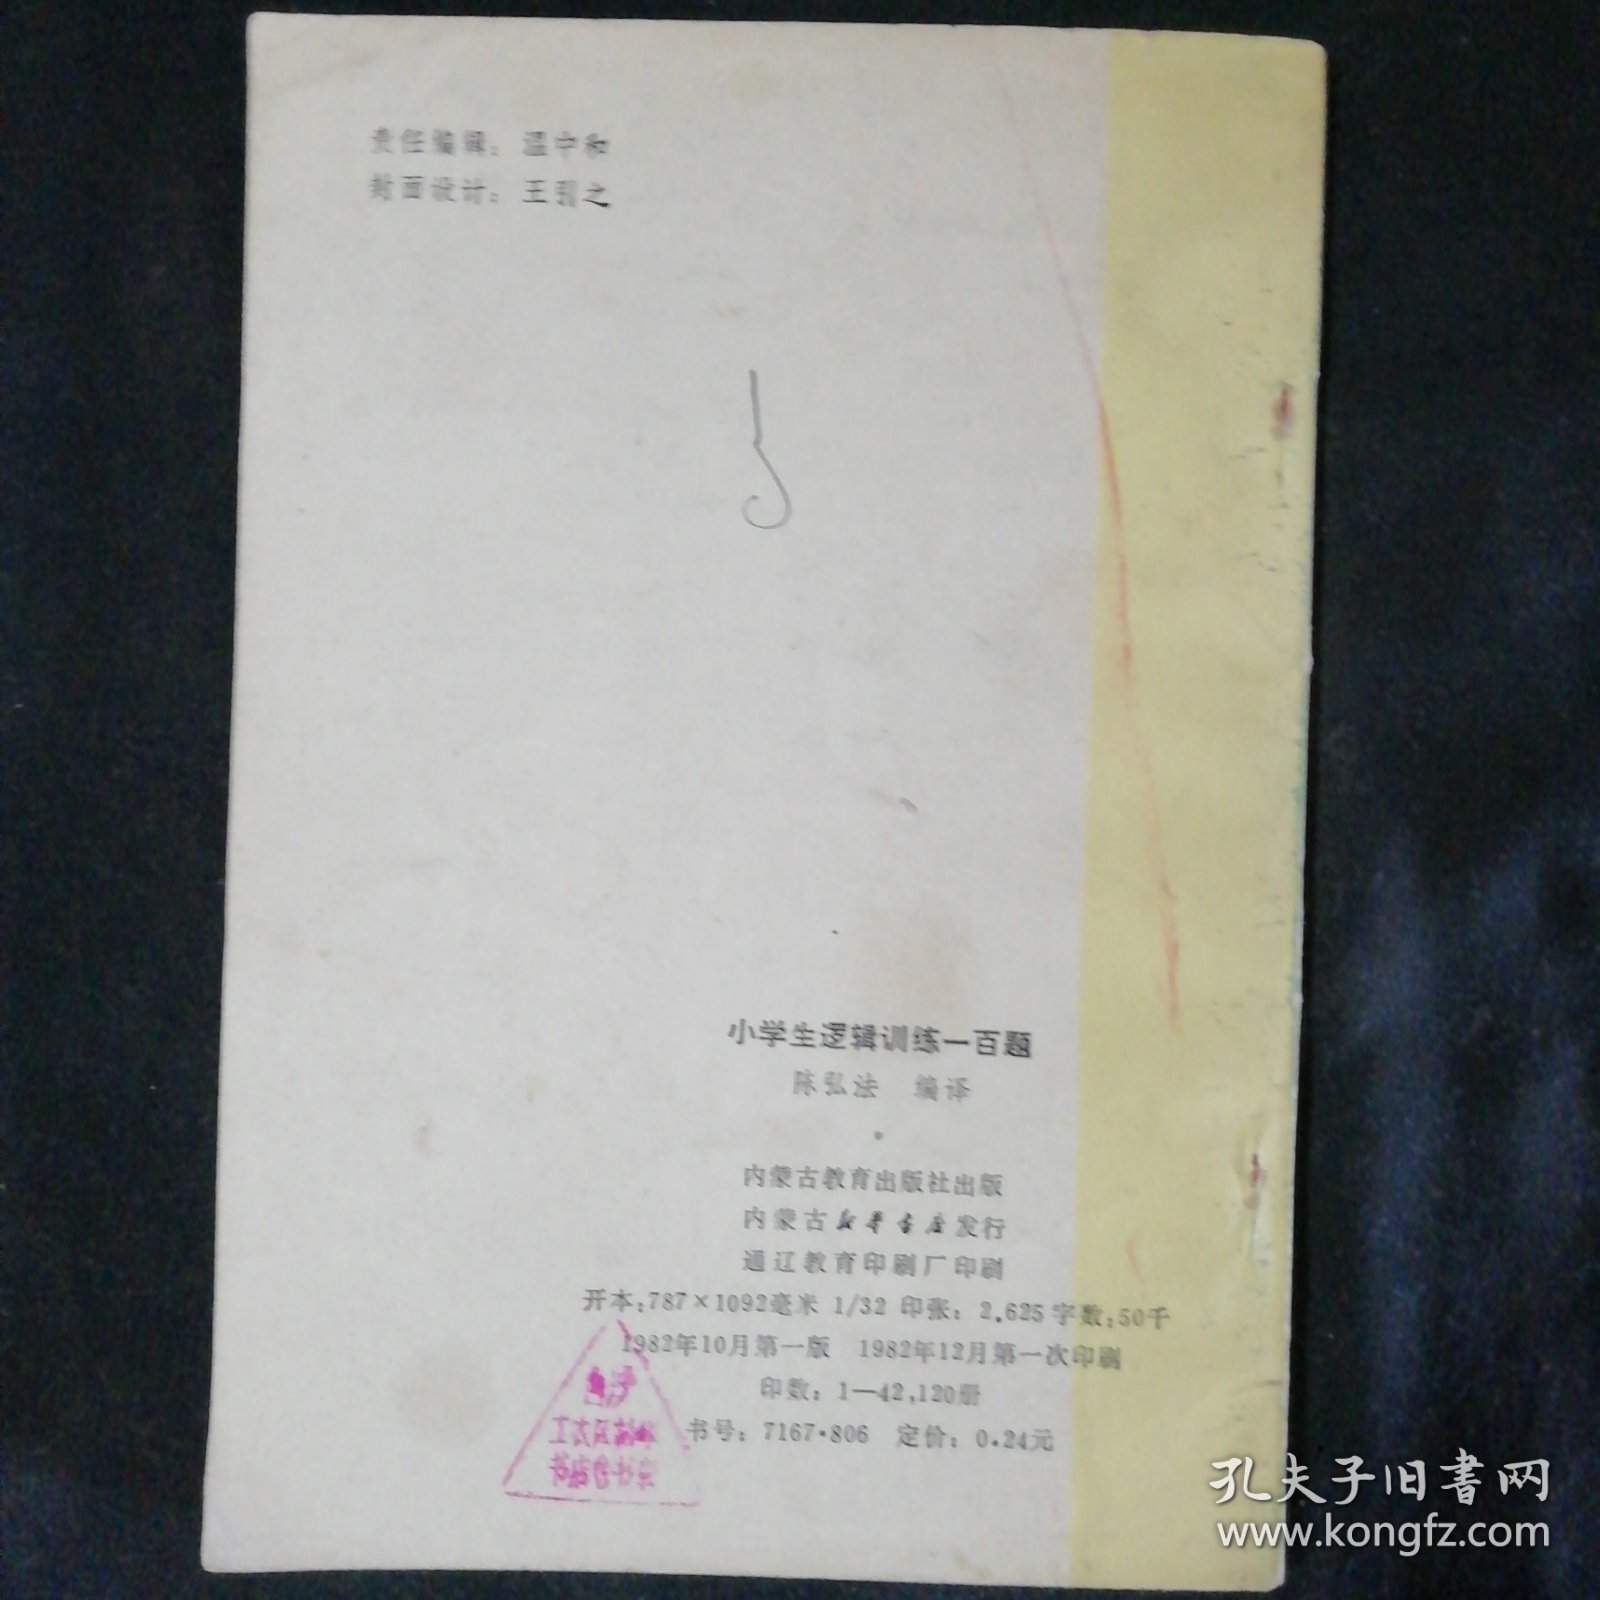 责任编辑：温中和
封面设计：王引之
小学生逻辑训练一百题
陈弘法 编译
内蒙古教育出版社出版
内蒙古新华书店发行
通辽教育印刷厂印刷
开本：787×1092毫米 1/32 印张：2.625 字数：50千
1982年10月第一版 1982年12月第一次印刷
印数：1—42,120册
书号：7167·806 定价：0.24元
工农区新华
孔夫子旧書网
www.kongfz.com